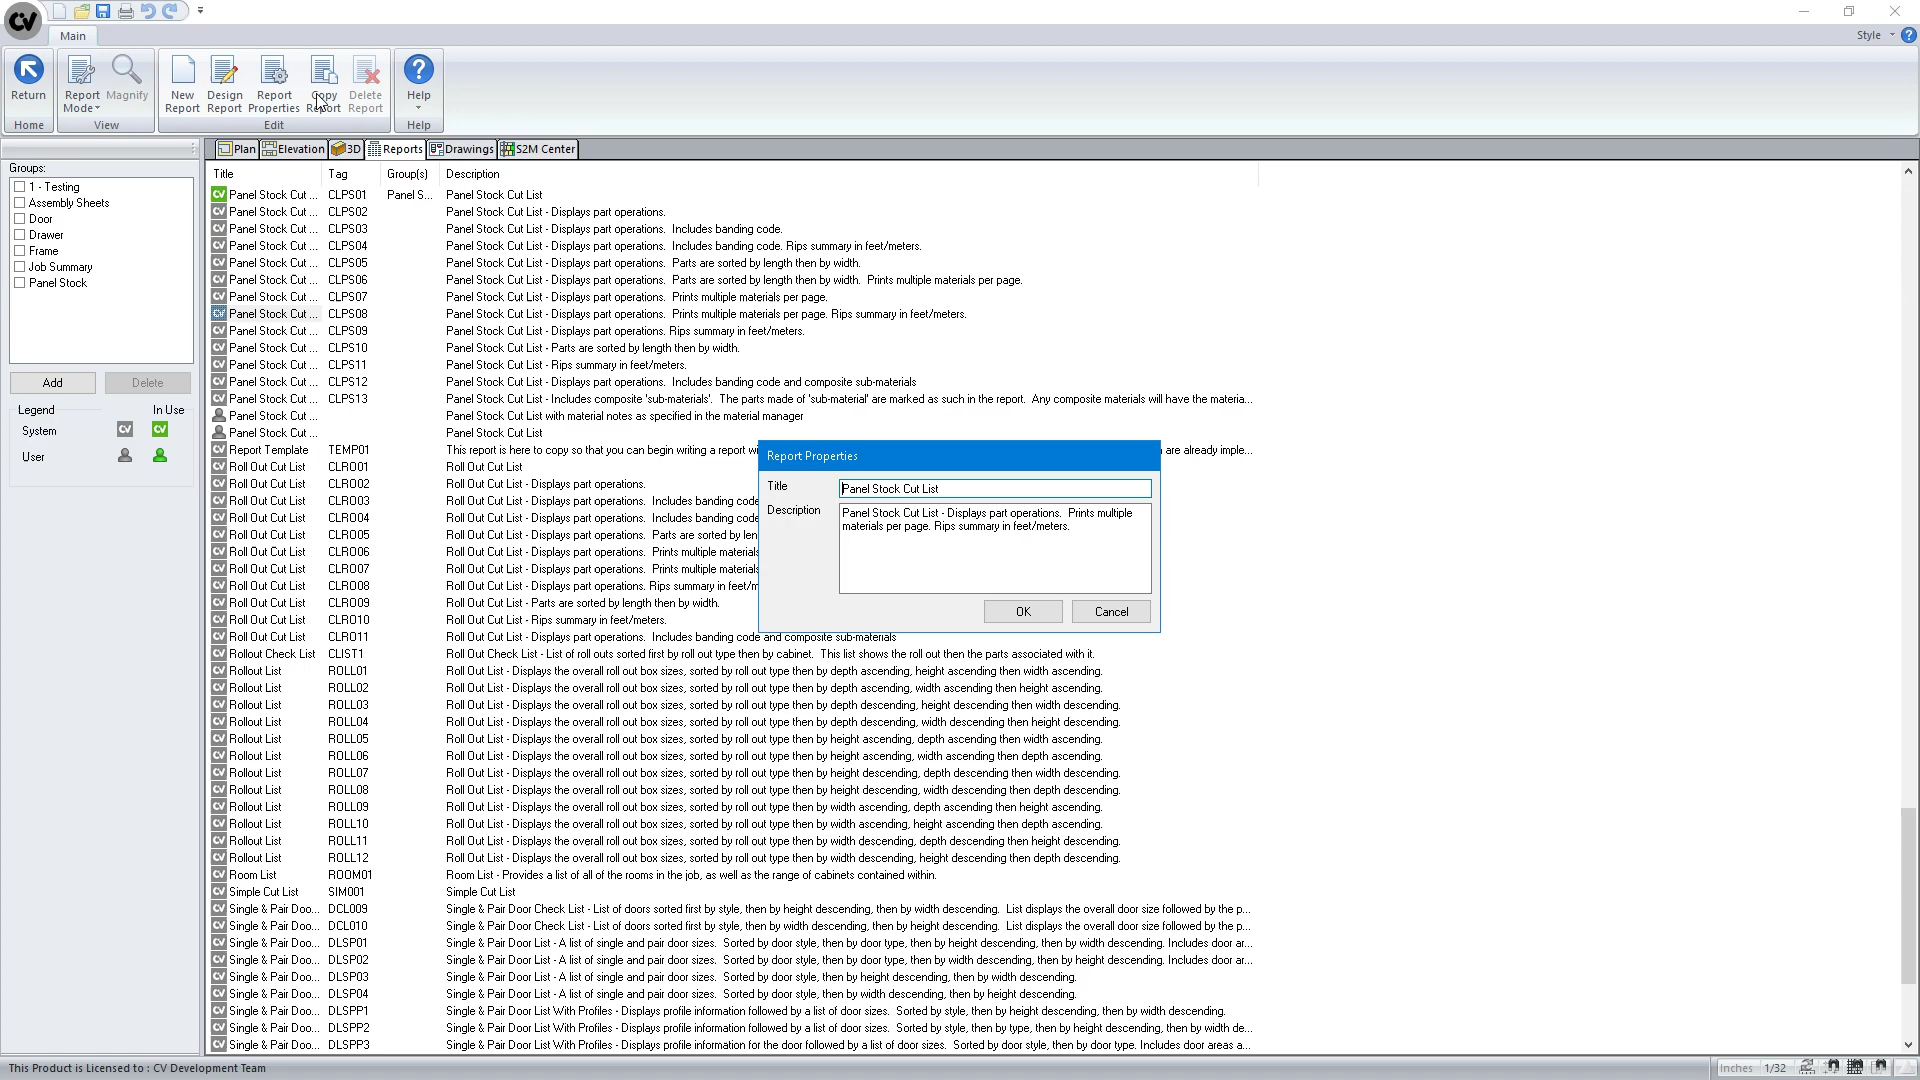 CV
Main
Style
Return
Report Mode
Magnify
New Report
Design Report
Report Properties
Copy Report
Delete Report
Help
Home
View
Edit
Help
Plan
Elevation
3D
Reports
Drawings
S2M Center
Groups:
1 - Testing
Assembly Sheets
Door
Drawer
Frame
Job Summary
Panel Stock
Add
Delete
Legend
In Use
System
CV
CV
User
Title Tag Group(s) Description
Panel Stock Cut ... CLPS01 Panel S... Panel Stock Cut List
Panel Stock Cut ... CLPS02 Panel Stock Cut List - Displays part operations.
Panel Stock Cut ... CLPS03 Panel Stock Cut List - Displays part operations. Includes banding code.
Panel Stock Cut ... CLPS04 Panel Stock Cut List - Displays part operations. Includes banding code. Rips summary in feet/meters.
Panel Stock Cut ... CLPS05 Panel Stock Cut List - Displays part operations. Parts are sorted by length then by width.
Panel Stock Cut ... CLPS06 Panel Stock Cut List - Displays part operations. Parts are sorted by length then by width. Prints multiple materials per page.
Panel Stock Cut ... CLPS07 Panel Stock Cut List - Displays part operations. Prints multiple materials per page.
Panel Stock Cut ... CLPS08 Panel Stock Cut List - Displays part operations. Prints multiple materials per page. Rips summary in feet/meters.
Panel Stock Cut ... CLPS09 Panel Stock Cut List - Displays part operations. Rips summary in feet/meters.
Panel Stock Cut ... CLPS10 Panel Stock Cut List - Parts are sorted by length then by width.
Panel Stock Cut ... CLPS11 Panel Stock Cut List - Rips summary in feet/meters.
Panel Stock Cut ... CLPS12 Panel Stock Cut List - Displays part operations. Includes banding code and composite sub-materials
Panel Stock Cut ... CLPS13 Panel Stock Cut List - Includes composite 'sub-materials'. The parts made of 'sub-material' are marked as such in the report. Any composite materials will have the materia...
Panel Stock Cut ... Panel Stock Cut List with material notes as specified in the material manager
Panel Stock Cut ... Panel Stock Cut List
Report Template TEMP01 This report is here to copy so that you can begin writing a report wi are already imple...
Roll Out Cut List CLRO01 Roll Out Cut List
Roll Out Cut List CLRO02 Roll Out Cut List - Displays part operations.
Roll Out Cut List CLRO03 Roll Out Cut List - Displays part operations. Includes banding code
Roll Out Cut List CLRO04 Roll Out Cut List - Displays part operations. Includes banding code
Roll Out Cut List CLRO05 Roll Out Cut List - Displays part operations. Parts are sorted by len
Roll Out Cut List CLRO06 Roll Out Cut List - Displays part operations. Prints multiple materials
Roll Out Cut List CLRO07 Roll Out Cut List - Displays part operations. Prints multiple materials
Roll Out Cut List CLRO08 Roll Out Cut List - Displays part operations. Rips summary in feet/m
Roll Out Cut List CLRO09 Roll Out Cut List - Parts are sorted by length then by width.
Roll Out Cut List CLRO10 Roll Out Cut List - Rips summary in feet/meters.
Roll Out Cut List CLRO11 Roll Out Cut List - Displays part operations. Includes banding code and composite sub-materials
Rollout Check List CLIST1 Roll Out Check List - List of roll outs sorted first by roll out type then by cabinet. This list shows the roll out then the parts associated with it.
Rollout List ROLL01 Roll Out List - Displays the overall roll out box sizes, sorted by roll out type then by depth ascending, height ascending then width ascending.
Rollout List ROLL02 Roll Out List - Displays the overall roll out box sizes, sorted by roll out type then by depth ascending, width ascending then height ascending.
Rollout List ROLL03 Roll Out List - Displays the overall roll out box sizes, sorted by roll out type then by depth descending, height descending then width descending.
Rollout List ROLL04 Roll Out List - Displays the overall roll out box sizes, sorted by roll out type then by depth descending, width descending then height descending.
Rollout List ROLL05 Roll Out List - Displays the overall roll out box sizes, sorted by roll out type then by height ascending, depth ascending then width ascending.
Rollout List ROLL06 Roll Out List - Displays the overall roll out box sizes, sorted by roll out type then by height ascending, width ascending then depth ascending.
Rollout List ROLL07 Roll Out List - Displays the overall roll out box sizes, sorted by roll out type then by height descending, depth descending then width descending.
Rollout List ROLL08 Roll Out List - Displays the overall roll out box sizes, sorted by roll out type then by height descending, width descending then depth descending.
Rollout List ROLL09 Roll Out List - Displays the overall roll out box sizes, sorted by roll out type then by width ascending, depth ascending then height ascending.
Rollout List ROLL10 Roll Out List - Displays the overall roll out box sizes, sorted by roll out type then by width ascending, height ascending then depth ascending.
Rollout List ROLL11 Roll Out List - Displays the overall roll out box sizes, sorted by roll out type then by width descending, depth descending then height descending.
Rollout List ROLL12 Roll Out List - Displays the overall roll out box sizes, sorted by roll out type then by width descending, height descending then depth descending.
Room List ROOM01 Room List - Provides a list of all of the rooms in the job, as well as the range of cabinets contained within.
Simple Cut List SIM001 Simple Cut List
Single & Pair Doo... DCL009 Single & Pair Door Check List - List of doors sorted first by style, then by height descending, then by width descending. List displays the overall door size followed by the p...
Single & Pair Doo... DCL010 Single & Pair Door Check List - List of doors sorted first by style, then by width descending, then by height descending. List displays the overall door size followed by the p...
Single & Pair Doo... DLSP01 Single & Pair Door List - A list of single and pair door sizes. Sorted by door style, then by door type, then by height descending, then by width descending. Includes door ar...
Single & Pair Doo... DLSP02 Single & Pair Door List - A list of single and pair door sizes. Sorted by door style, then by door type, then by width descending, then by height descending. Includes door ar...
Single & Pair Doo... DLSP03 Single & Pair Door List - A list of single and pair door sizes. Sorted by door style, then by height descending, then by width descending.
Single & Pair Doo... DLSP04 Single & Pair Door List - A list of single and pair door sizes. Sorted by door style, then by width descending, then by height descending.
Single & Pair Doo... DLSPP1 Single & Pair Door List With Profiles - Displays profile information followed by a list of door sizes. Sorted by style, then by height descending, then by width descending.
Single & Pair Doo... DLSPP2 Single & Pair Door List With Profiles - Displays profile information followed by a list of door sizes. Sorted by style, then by type, then by height descending, then by width de...
Single & Pair Doo... DLSPP3 Single & Pair Door List With Profiles - Displays profile information for the door followed by a list of door sizes. Sorted by door style, then by door type. Includes door areas a...
Report Properties
Title Panel Stock Cut List
Description Panel Stock Cut List - Displays part operations. Prints multiple
materials per page. Rips summary in feet/meters.
OK Cancel
This Product is Licensed to : CV Development Team
Inches 1/32